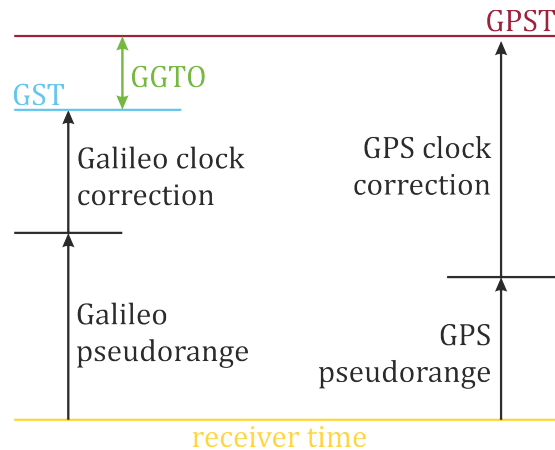 GPST
GGTO
GST
Galileo clock
correction
GPS clock
correction
Galileo
pseudorange
GPS
pseudorange
receiver time